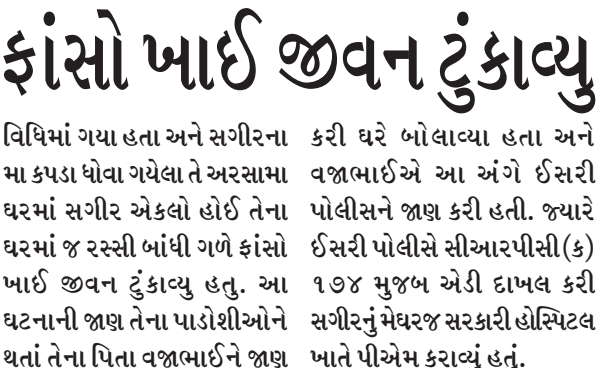 ફાંસો ખાઈ જીવન ટુંકાવ્યુ
વિધિમાં ગયા હતા અને સગીરના
મા કપડા ધોવા ગયેલા તે અરસામા
ઘરમાં સગીર એકલો હોઈ તેના
ઘરમાં જ રસ્સી બાંધી ગળે ફાંસો
ખાઈ જીવન ટુંકાવ્યુ હતુ. આ
ઘટનાની જાણ તેના પાડોશીઓને
થતાં તેના પિતા વજાભાઈને જાણ
કરી ઘરે બોલાવ્યા હતા અને
વજાભાઈએ આ અંગે ઈસરી
પોલીસને જાણ કરી હતી. જ્યારે
ઈસરી પોલીસે સીઆરપીસી(ક)
૧૭૪ મુજબ એડી દાખલ કરી
સગીરનું મેઘરજ સરકારી હોસ્પિટલ
ખાતે પીએમ કરાવ્યું હતું.